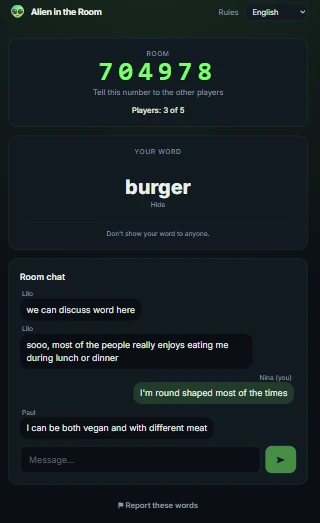 Alien in the Room
Rules
English
ROOM
704978
Tell this number to the other players
Players: 3 of 5
YOUR WORD
burger
Hide
Don't show your word to anyone.
Room chat
Lilo
we can discuss word here
Lilo
sooo, most of the people really enjoys eating me
during lunch or dinner
Nina (you)
I'm round shaped most of the times
Paul
I can be both vegan and with different meat
Message...
Report these words